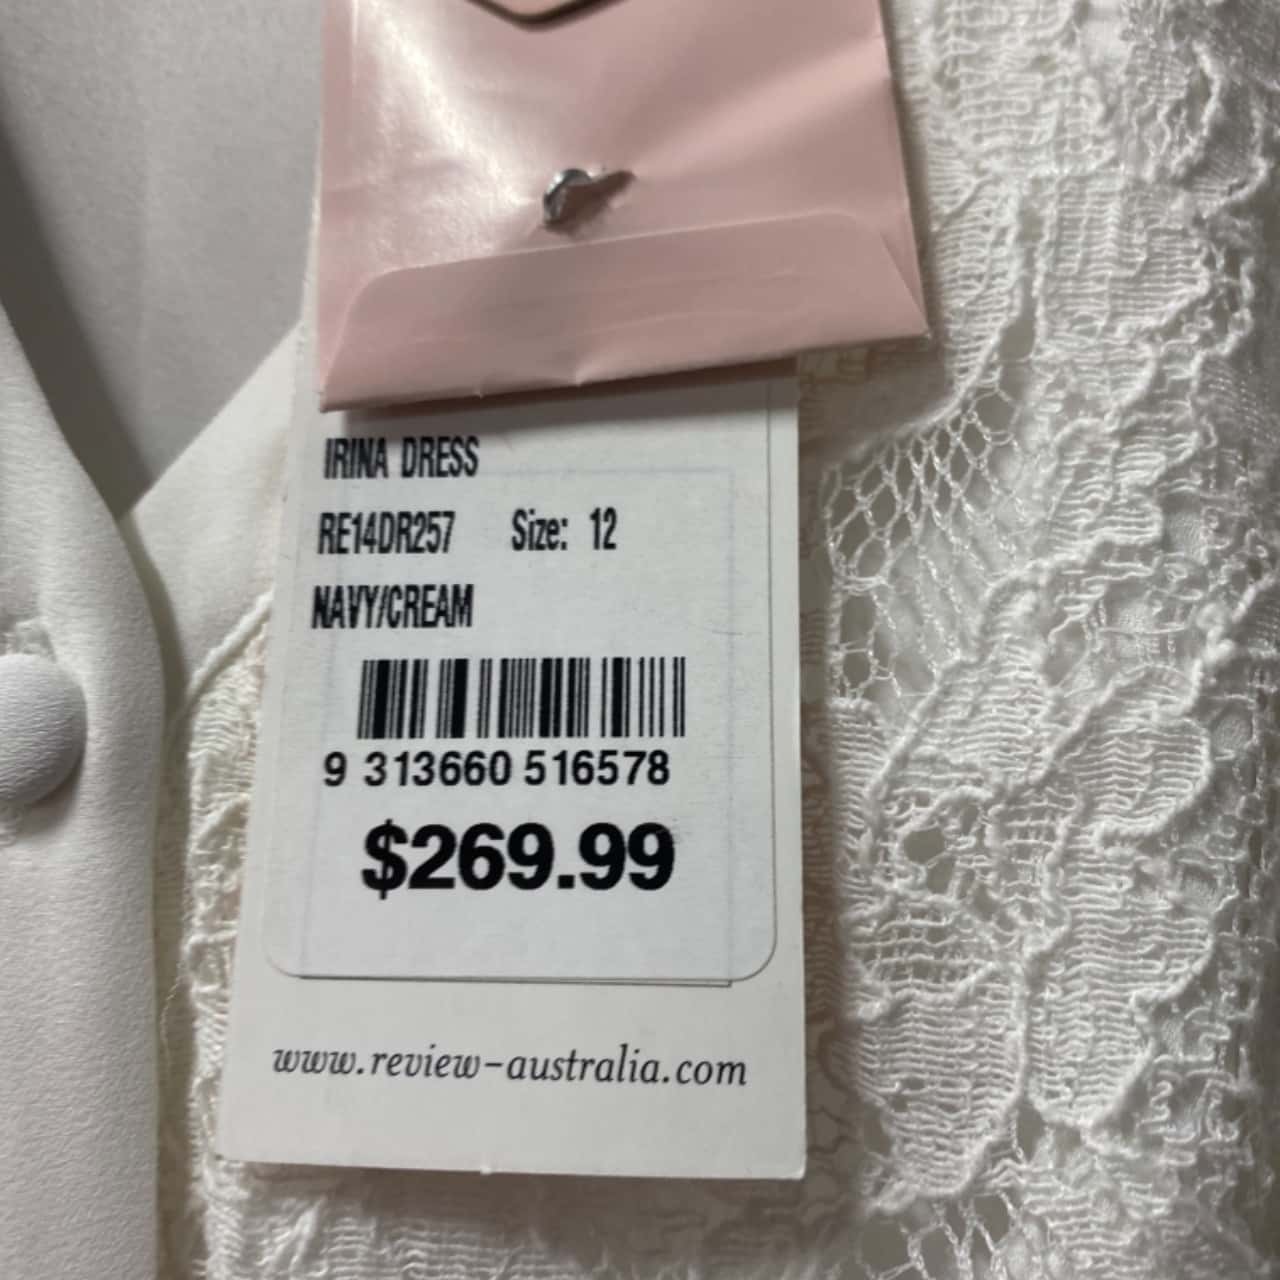 IRINA DRESS
RE14DR257 Size: 12
NAVY/CREAM
9 313660 516578
$269.99
www.review-australia.com